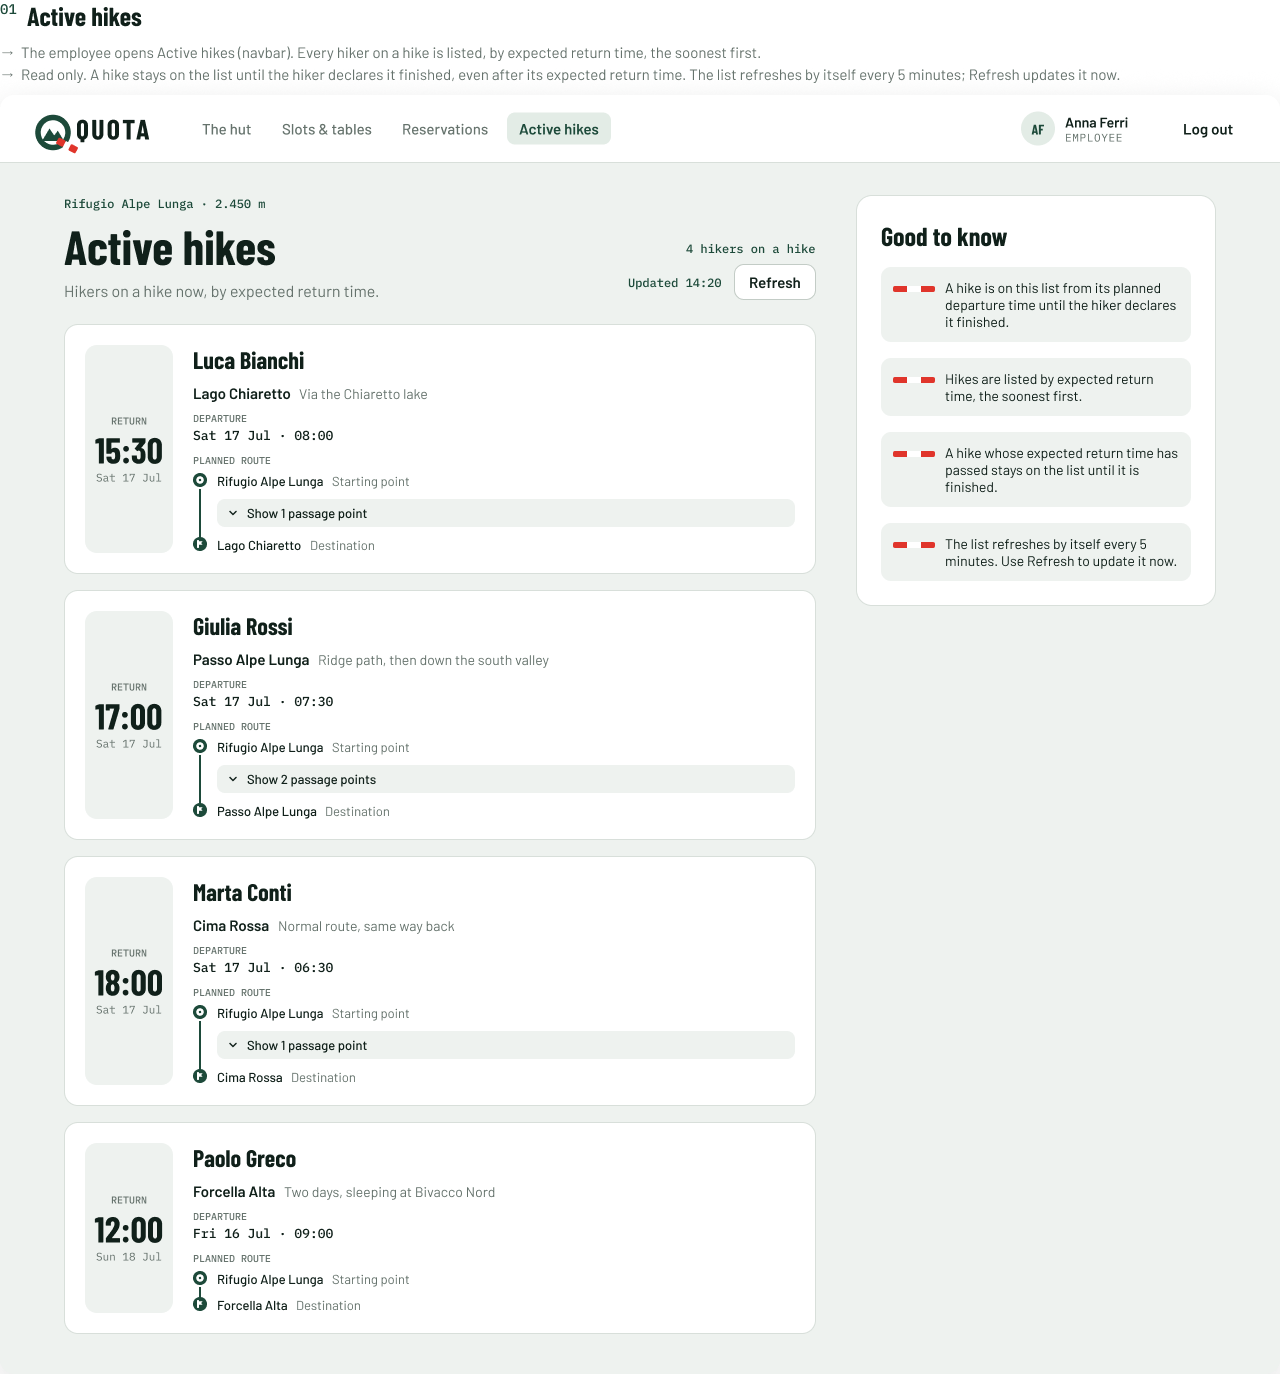 01 Active hikes
→ The employee opens Active hikes (navbar). Every hiker on a hike is listed, by expected return time, the soonest first.
→ Read only. A hike stays on the list until the hiker declares it finished, even after its expected return time. The list refreshes by itself every 5 minutes; Refresh updates it now.
QUOTA
The hut
Slots & tables
Reservations
Active hikes
AF
Anna Ferri
EMPLOYEE
Log out
Rifugio Alpe Lunga · 2.450 m
Active hikes
Hikers on a hike now, by expected return time.
4 hikers on a hike
Updated 14:20
Refresh
RETURN
15:30
Sat 17 Jul
Luca Bianchi
Lago Chiaretto Via the Chiaretto lake
DEPARTURE
Sat 17 Jul · 08:00
PLANNED ROUTE
Rifugio Alpe Lunga Starting point
Show 1 passage point
Lago Chiaretto Destination
RETURN
17:00
Sat 17 Jul
Giulia Rossi
Passo Alpe Lunga Ridge path, then down the south valley
DEPARTURE
Sat 17 Jul · 07:30
PLANNED ROUTE
Rifugio Alpe Lunga Starting point
Show 2 passage points
Passo Alpe Lunga Destination
RETURN
18:00
Sat 17 Jul
Marta Conti
Cima Rossa Normal route, same way back
DEPARTURE
Sat 17 Jul · 06:30
PLANNED ROUTE
Rifugio Alpe Lunga Starting point
Show 1 passage point
Cima Rossa Destination
RETURN
12:00
Sun 18 Jul
Paolo Greco
Forcella Alta Two days, sleeping at Bivacco Nord
DEPARTURE
Fri 16 Jul · 09:00
PLANNED ROUTE
Rifugio Alpe Lunga Starting point
Forcella Alta Destination
Good to know
A hike is on this list from its planned
departure time until the hiker declares
it finished.
Hikes are listed by expected return
time, the soonest first.
A hike whose expected return time has
passed stays on the list until it is
finished.
The list refreshes by itself every 5
minutes. Use Refresh to update it now.